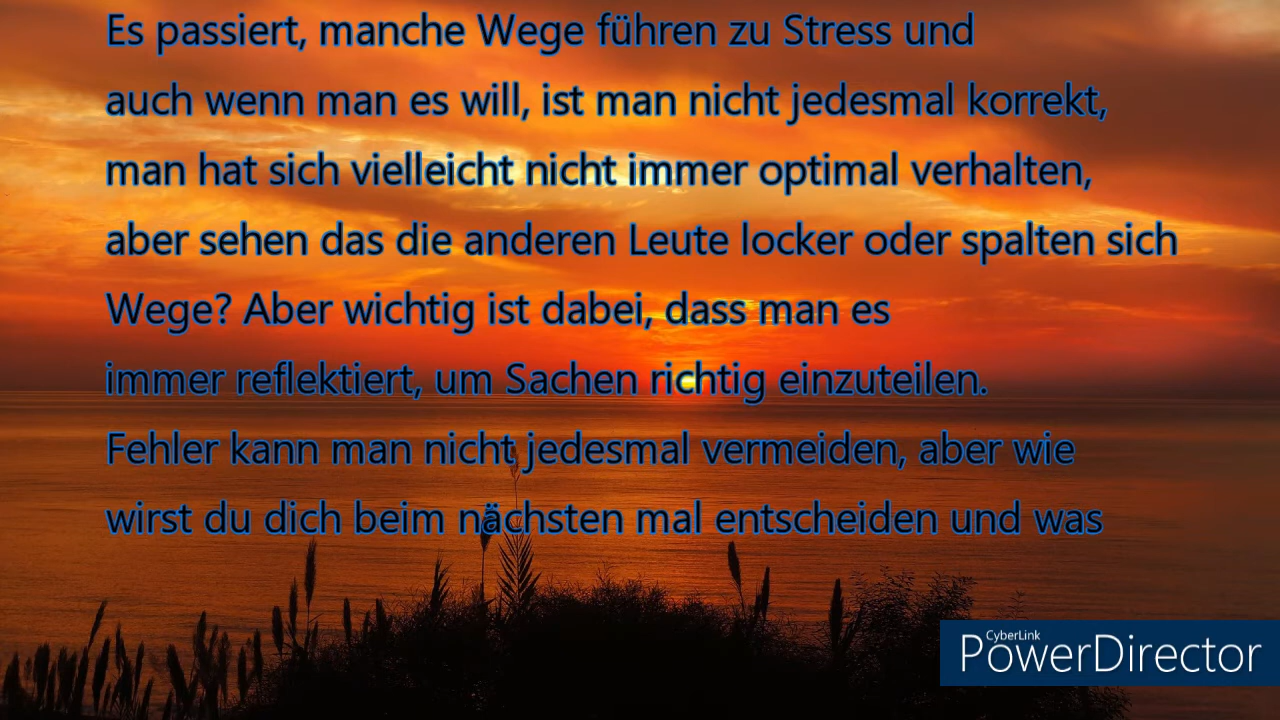 Es passiert, manche Wege führen zu Stress und
auch wenn man es will, ist man nicht jedesmal korrekt,
man hat sich vielleicht nicht immer optimal verhalten,
aber sehen das die anderen Leute locker oder spalten sich
Wege? Aber wichtig ist dabei, dass man es
immer reflektiert, um Sachen richtig einzuteilen.
Fehler kann man nicht jedesmal vermeiden, aber wie
wirst du dich beim nächsten mal entscheiden und was
CyberLink
PowerDirector